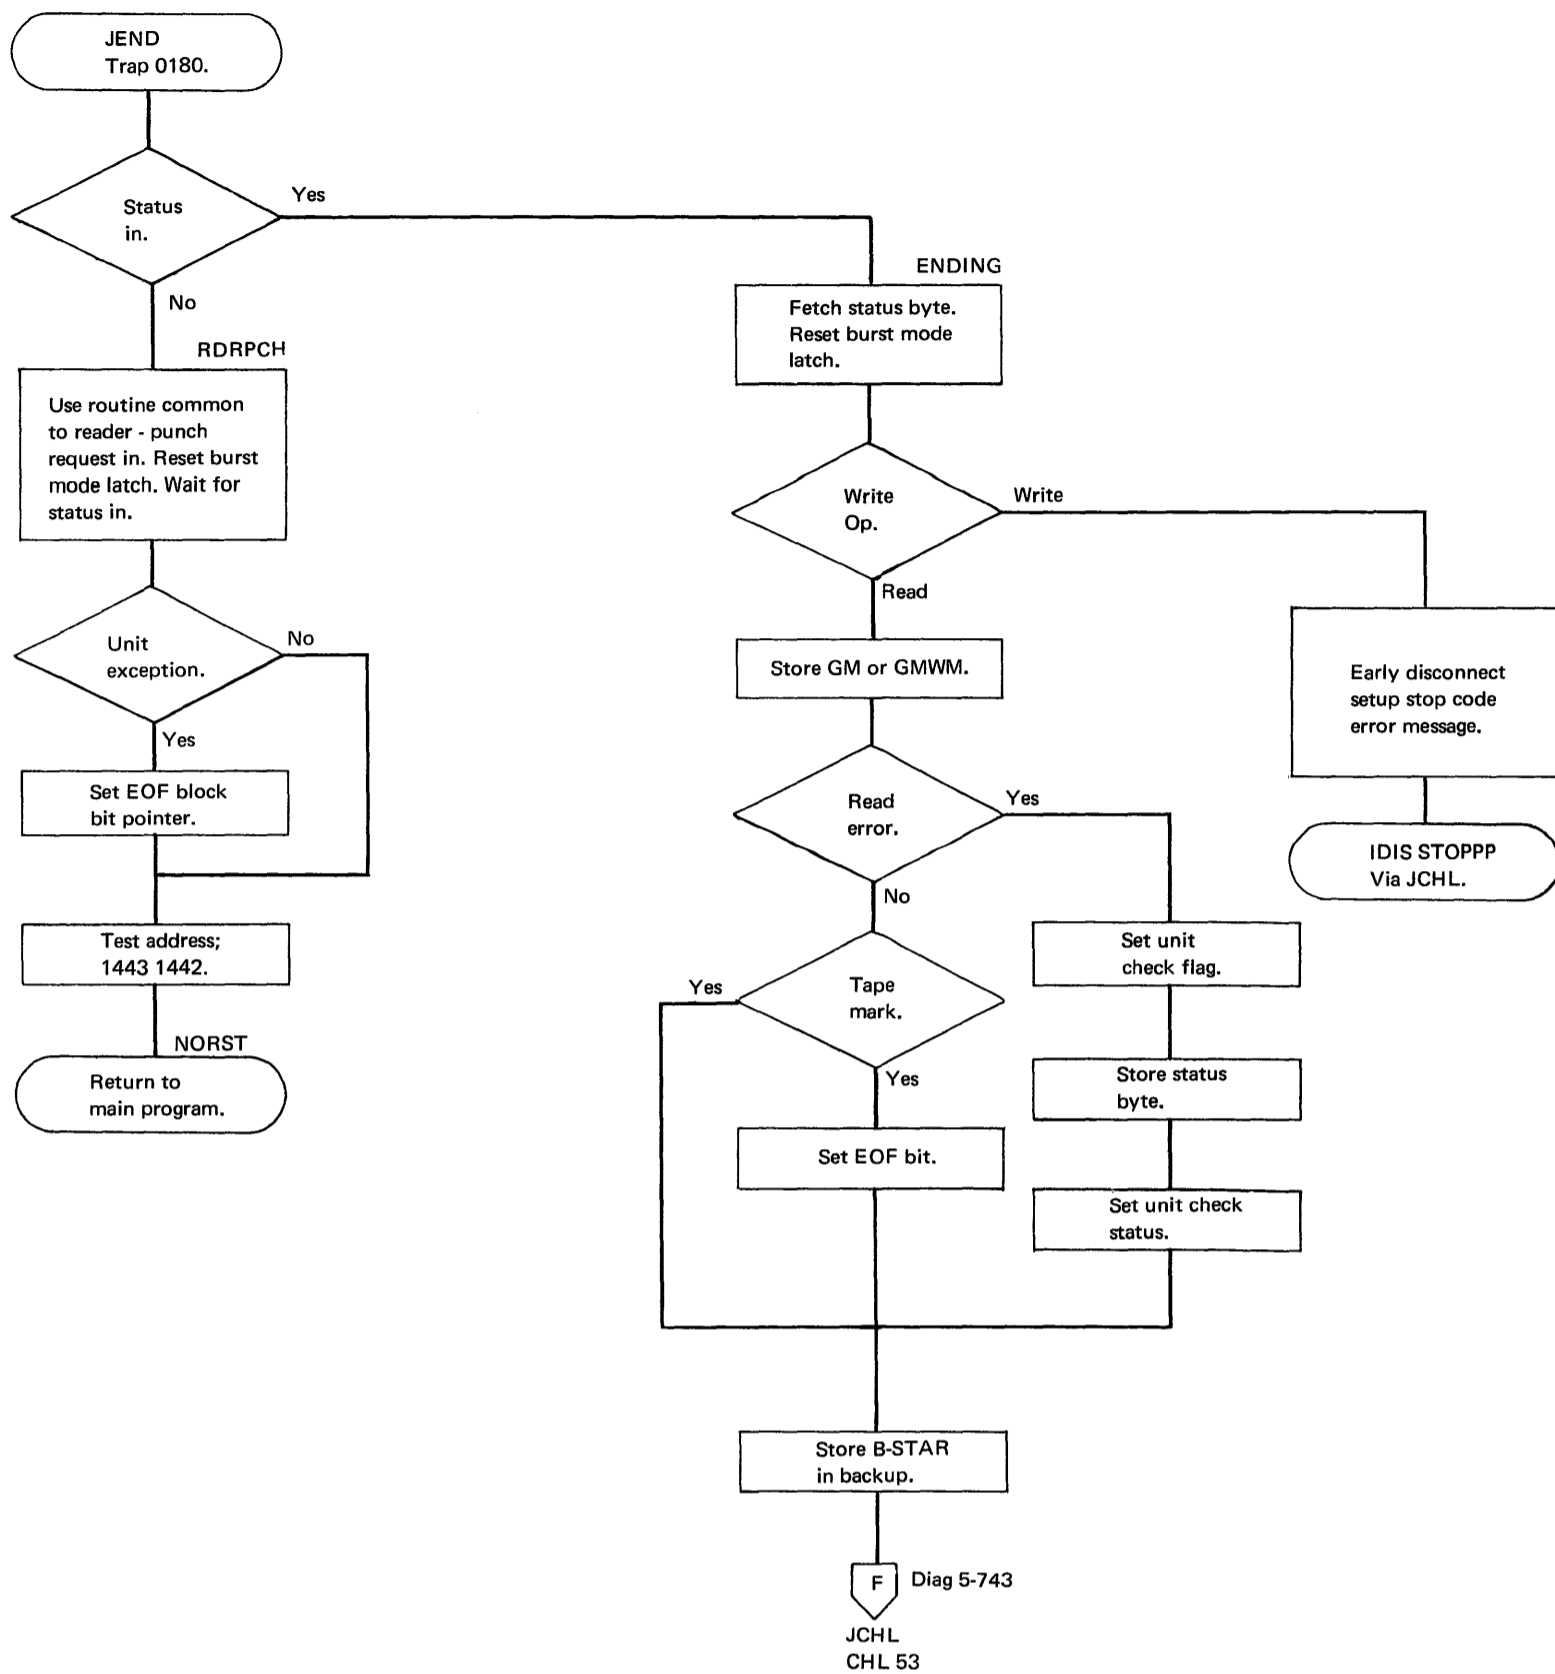 JEND
Trap 0180.
Status
in.
Yes
No
RDRPCH
Use routine common
to reader - punch
request in. Reset burst
mode latch. Wait for
status in.
Unit
exception.
No
Yes
Set EOF block
bit pointer.
Test address;
1443 1442.
NORST
Return to
main program.
ENDING
Fetch status byte.
Reset burst mode
latch.
Write
Op.
Write
Read
Early disconnect
setup stop code
error message.
IDIS STOPPP
Via JCHL.
Store GM or GMWM.
Read
error.
Yes
No
Set unit
check flag.
Store status
byte.
Set unit check
status.
Tape
mark.
Yes
Yes
Set EOF bit.
Store B-STAR
in backup.
F
Diag 5-743
JCHL
CHL 53